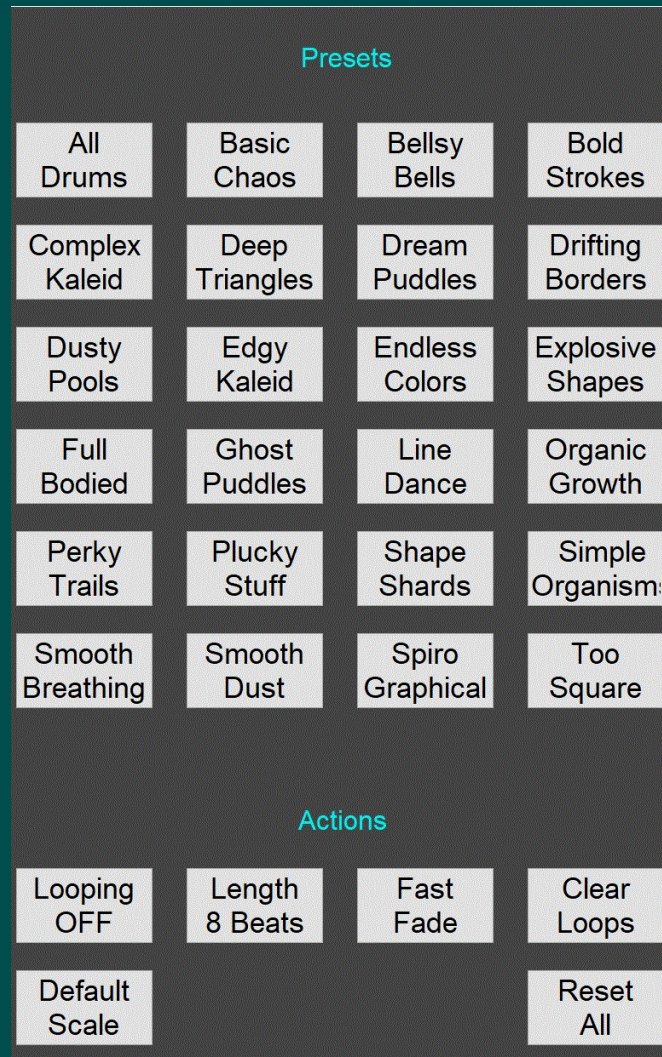 Presets
All
Drums
Basic
Chaos
Bellsy
Bells
Bold
Strokes
Complex
Kaleid
Deep
Triangles
Dream
Puddles
Drifting
Borders
Dusty
Pools
Edgy
Kaleid
Endless
Colors
Explosive
Shapes
Full
Bodied
Ghost
Puddles
Line
Dance
Organic
Growth
Perky
Trails
Plucky
Stuff
Shape
Shards
Simple
Organisms
Smooth
Breathing
Smooth
Dust
Spiro
Graphical
Too
Square
Actions
Looping
OFF
Length
8 Beats
Fast
Fade
Clear
Loops
Default
Scale
Reset
All